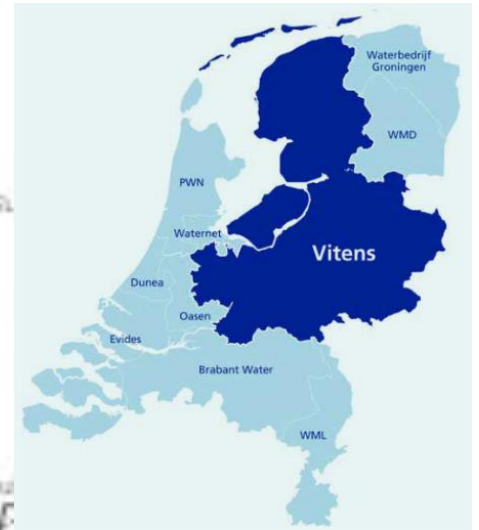 Waterbedrijf
Groningen
WMD
PWN
Waternet
Vitens
Dunea
Oasen
Evides
Brabant Water
WML